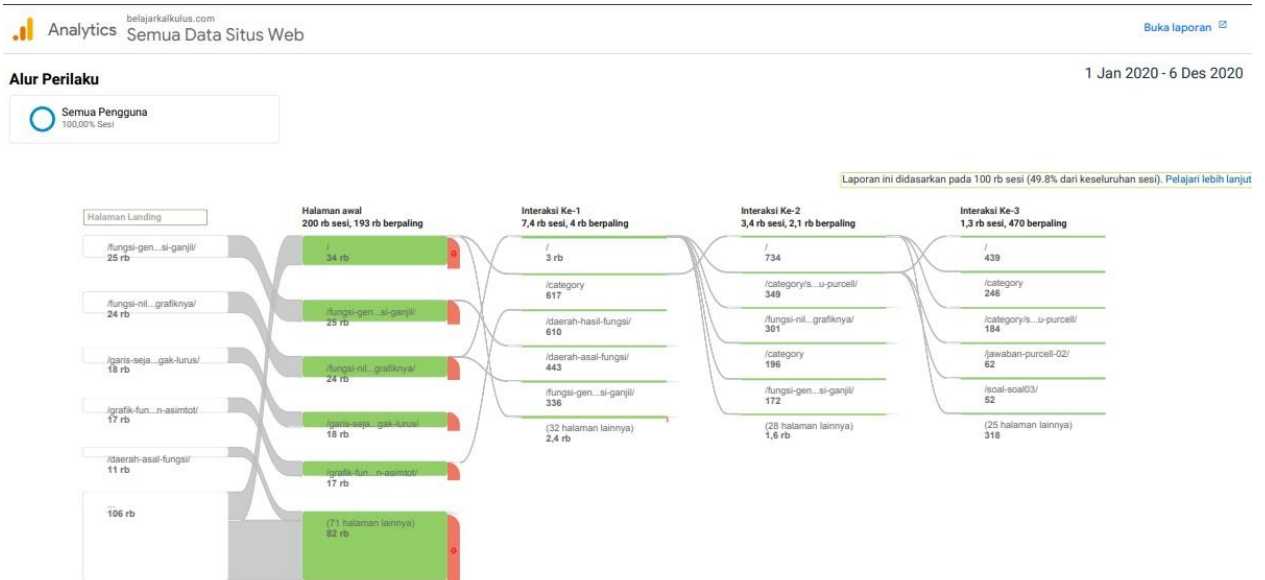 belajarkalkulus.com
Analytics Semua Data Situs Web
Buka laporan
Alur Perilaku
1 Jan 2020 - 6 Des 2020
Semua Pengguna
100,00% Sesi
Laporan ini didasarkan pada 100 rb sesi (49.8% dari keseluruhan sesi). Pelajari lebih lanjut
Halaman Landing
/fungsi-gen...si-ganjil/
25 rb
/fungsi-nil...grafiknya/
24 rb
/garis-seja...gak-lurus/
18 rb
/grafik-fun...n-asimtot/
17 rb
/daerah-asal-fungsi/
11 rb
...
106 rb
Halaman awal
200 rb sesi, 193 rb berpaling
/
34 rb
/fungsi-gen...si-ganjil/
25 rb
/fungsi-nil...grafiknya/
24 rb
/garis-seja...gak-lurus/
18 rb
/grafik-fun...n-asimtot/
17 rb
(71 halaman lainnya)
82 rb
Interaksi Ke-1
7,4 rb sesi, 4 rb berpaling
/
3 rb
/category
617
/daerah-hasil-fungsi/
610
/daerah-asal-fungsi/
443
/fungsi-gen...si-ganjil/
336
(32 halaman lainnya)
2,4 rb
Interaksi Ke-2
3,4 rb sesi, 2,1 rb berpaling
/
734
/category/s...u-purcell/
349
/fungsi-nil...grafiknya/
301
/category
196
/fungsi-gen...si-ganjil/
172
(28 halaman lainnya)
1,6 rb
Interaksi Ke-3
1,3 rb sesi, 470 berpaling
/
439
/category
246
/category/s...u-purcell/
184
/jawaban-purcell-02/
62
/soal-soal03/
52
(25 halaman lainnya)
318